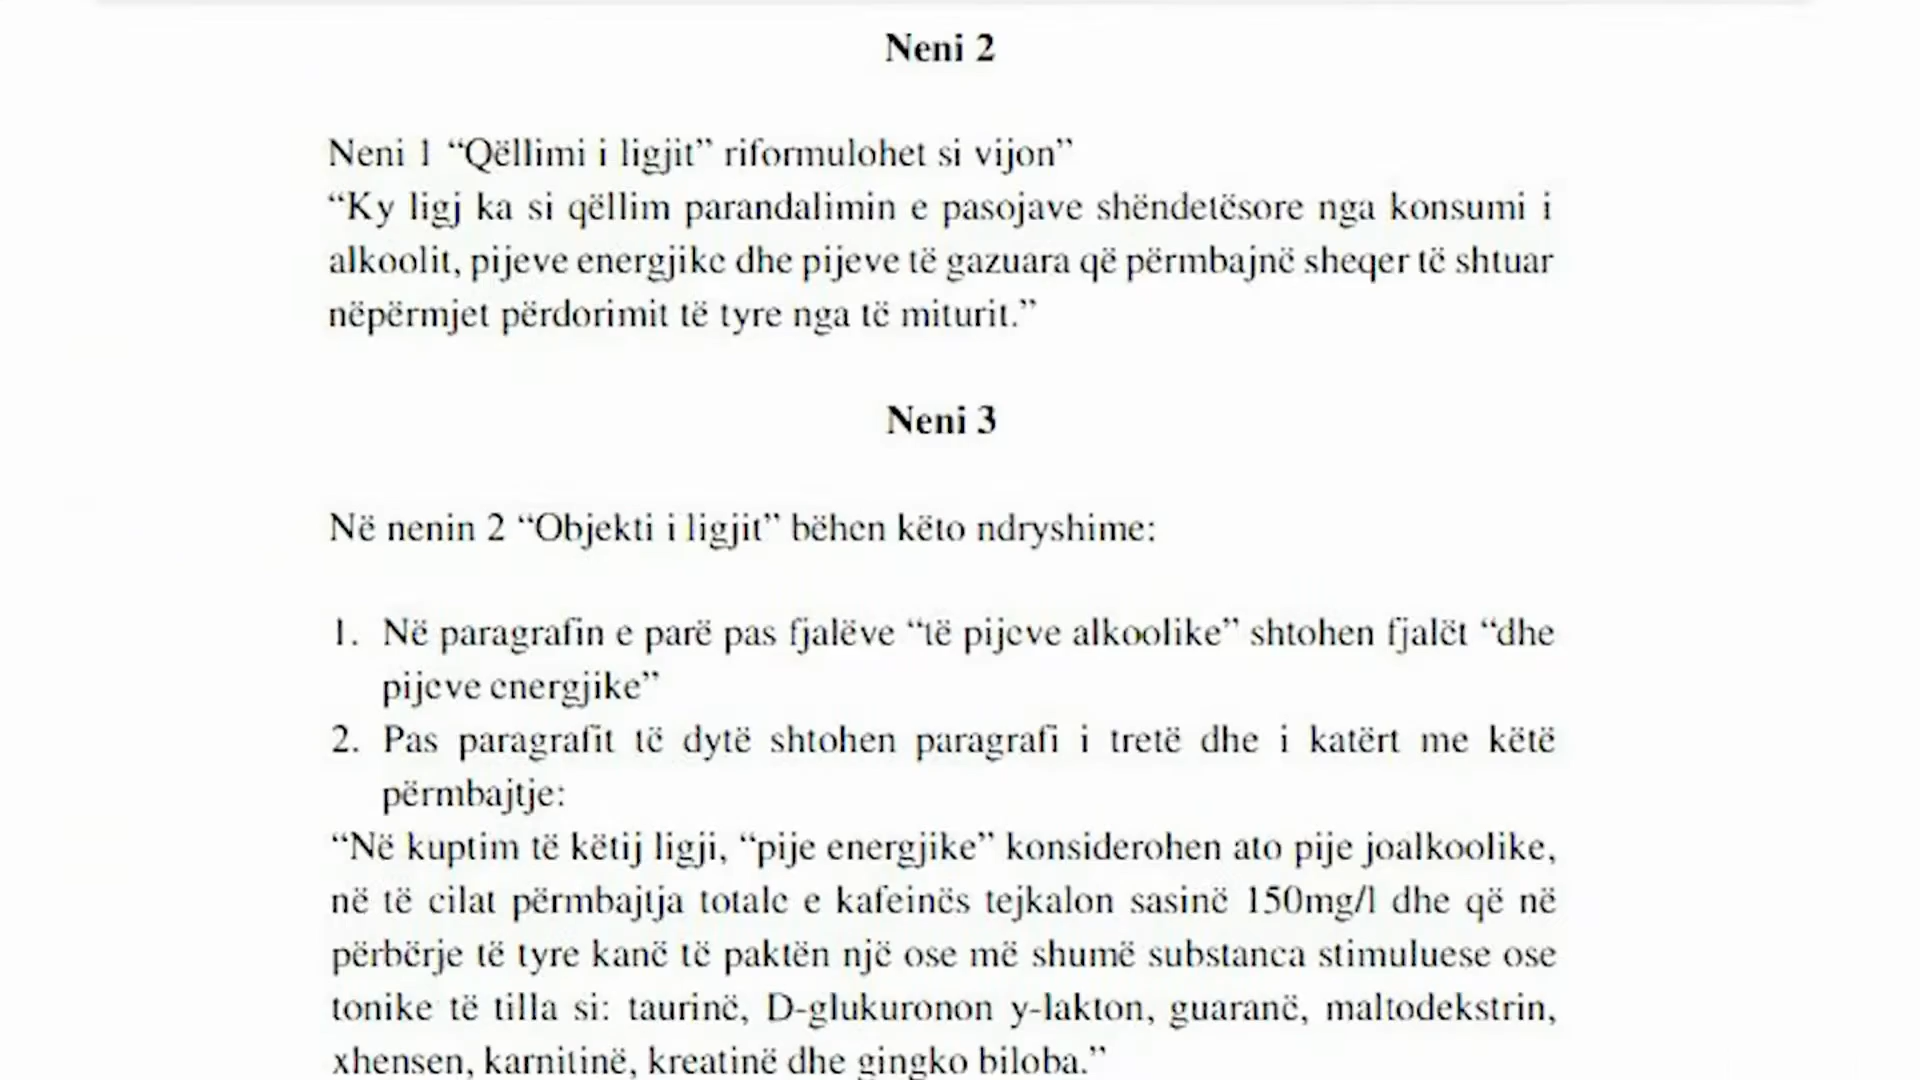 Neni 2
Neni 1 “Qëllimi i ligjit” riformulohet si vijon”
“Ky ligj ka si qëllim parandalimin e pasojave shëndetësore nga konsumi i
alkoolit, pijeve energjike dhe pijeve të gazuara që përmbajnë sheqer të shtuar
nëpërmjet përdorimit të tyre nga të miturit.”
Neni 3
Në nenin 2 “Objekti i ligjit” bëhen këto ndryshime:
1. Në paragrafin e parë pas fjalëve “të pijeve alkoolike” shtohen fjalët “dhe
pijeve energjike”
2. Pas paragrafit të dytë shtohen paragrafi i tretë dhe i katërt me këtë
përmbajtje:
“Në kuptim të këtij ligji, “pije energjike” konsiderohen ato pije joalkoolike,
në të cilat përmbajtja totale e kafeinës tejkalon sasinë 150mg/l dhe që në
përbërje të tyre kanë të paktën një ose më shumë substanca stimuluese ose
tonike të tilla si: taurinë, D-glukuronon y-lakton, guaranë, maltodekstrin,
xhensen, karnitinë, kreatinë dhe gingko biloba.”